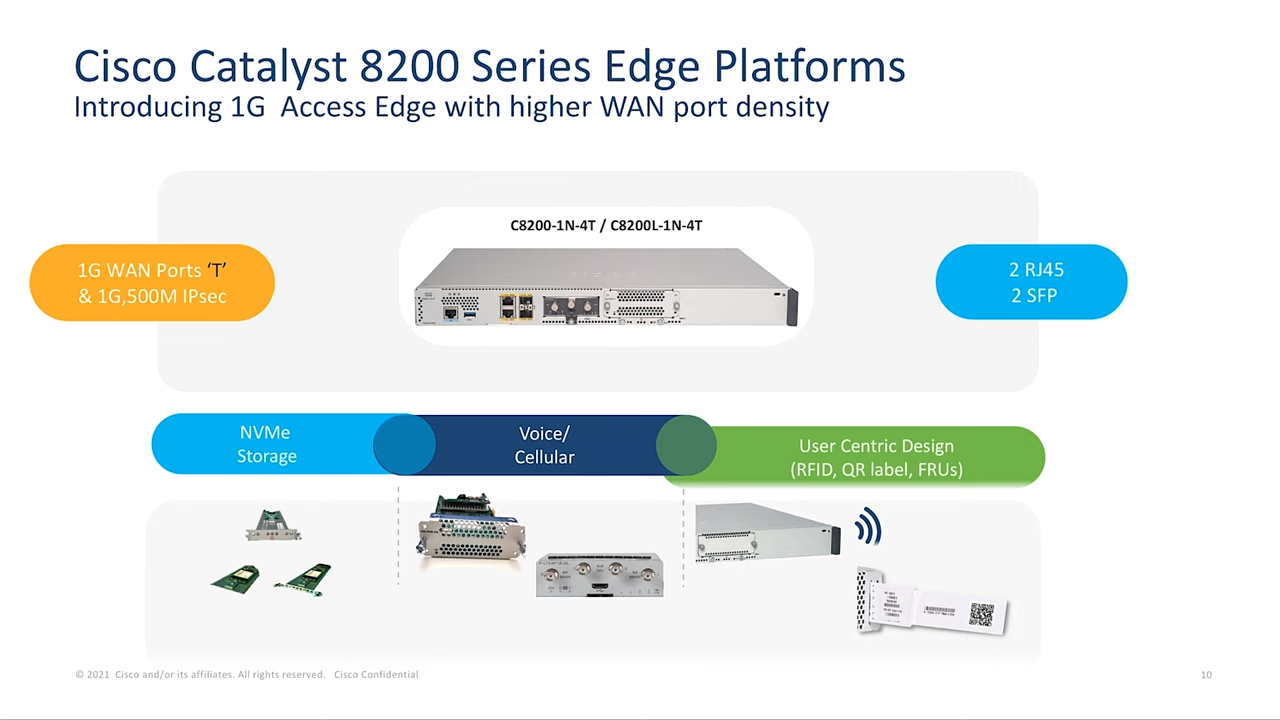 Cisco Catalyst 8200 Series Edge Platforms
Introducing 1G  Access Edge with higher WAN port density
C8200-1N-4T / C8200L-1N-4T
1G WAN Ports ‘T’
& 1G,500M IPsec
2 RJ45
2 SFP
NVMe
Storage
Voice/
Cellular
User Centric Design
(RFID, QR label, FRUs)
© 2021  Cisco and/or its affiliates. All rights reserved.   Cisco Confidential
10